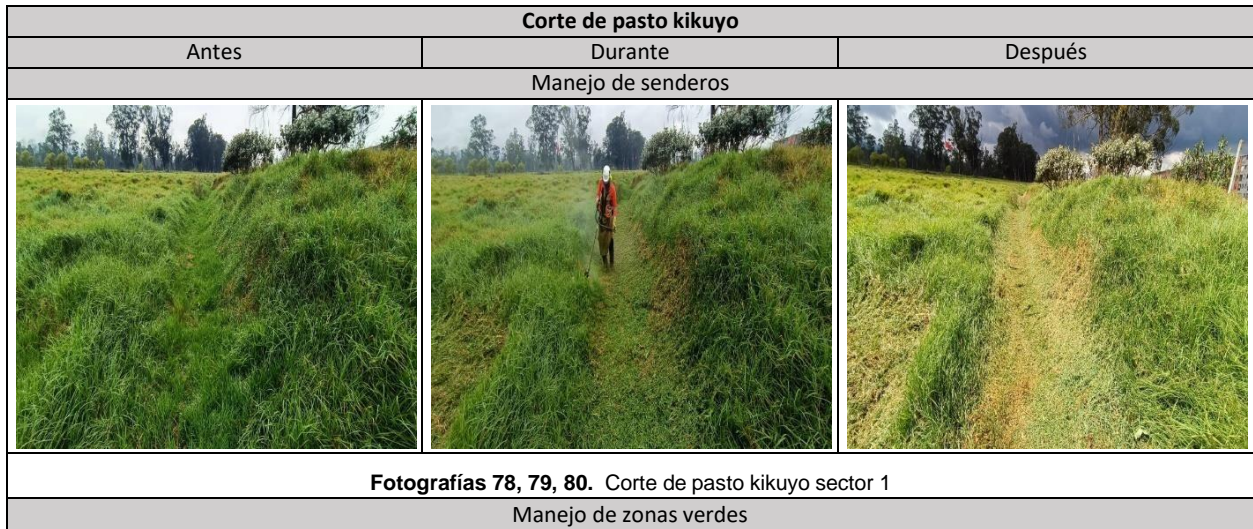 Corte de pasto kikuyo
Antes Durante Después
Manejo de senderos
Fotografías 78, 79, 80. Corte de pasto kikuyo sector 1
Manejo de zonas verdes